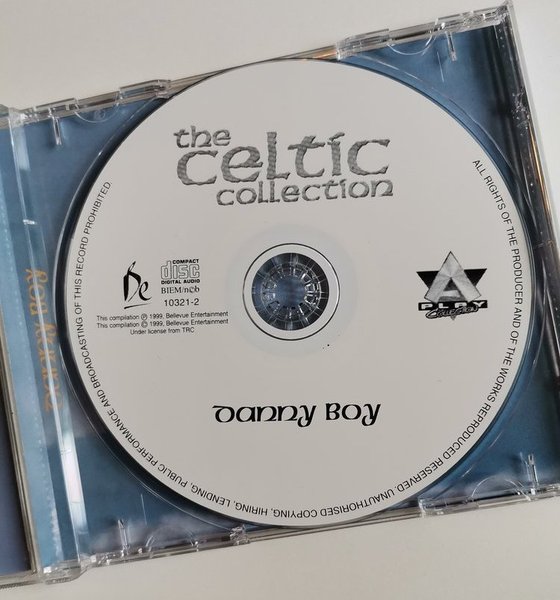 the
celtic
collection
COMPACT
disc
DIGITAL AUDIO
BIEM/ncb
10321-2
This compilation ℗ 1999, Bellevue Entertainment
This compilation © 1999, Bellevue Entertainment
Under license from TRC
A
PLAY
Collection
Danny Boy
ALL RIGHTS OF THE PRODUCER AND OF THE WORKS REPRODUCED RESERVED. UNAUTHORISED COPYING, HIRING, LENDING, PUBLIC PERFORMANCE AND BROADCASTING OF THIS RECORD PROHIBITED.